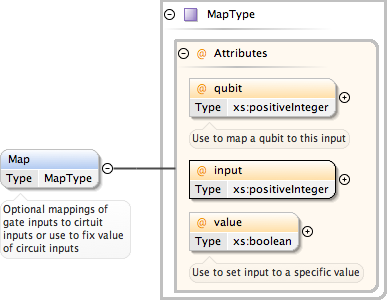 MapType
@ Attributes
@ qubit
Type xs:positiveInteger
Use to map a qubit to this input
@ input
Type xs:positiveInteger
@ value
Type xs:boolean
Use to set input to a specific value
Map
Type MapType
Optional mappings of
gate inputs to cirtuit
inputs or use to fix value
of circuit inputs